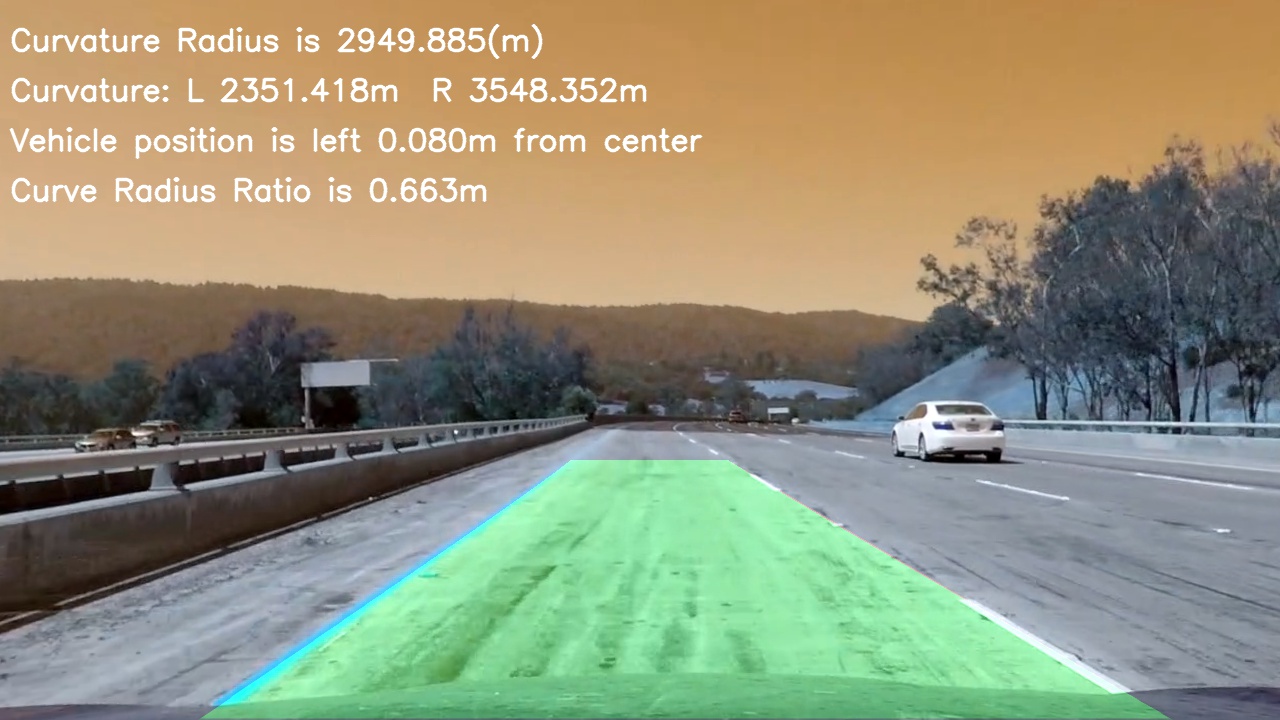 Curvature Radius is 2949.885(m)
Curvature: L 2351.418m R 3548.352m
Vehicle position is left 0.080m from center
Curve Radius Ratio is 0.663m